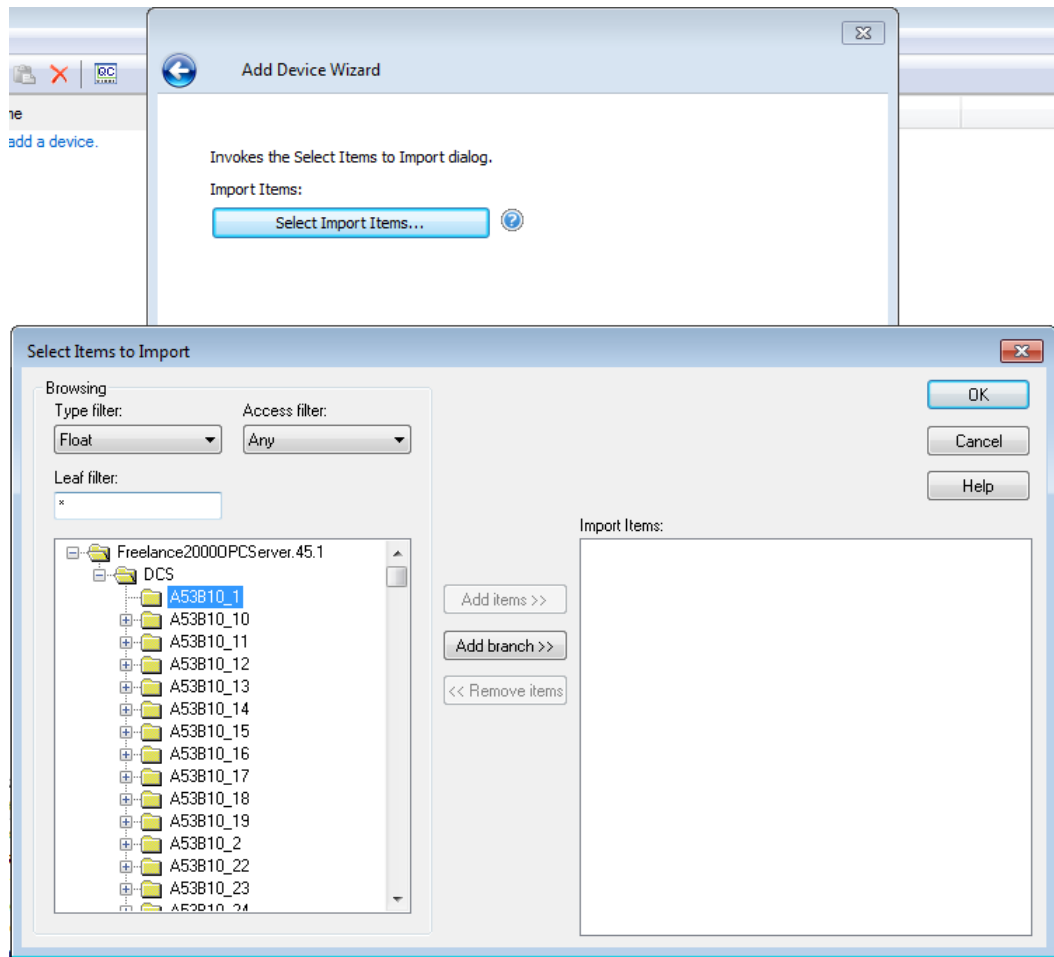 QC
Add Device Wizard
ne
add a device.
Invokes the Select Items to Import dialog.
Import Items:
Select Import Items...
Select Items to Import
Browsing
Type filter:
Access filter:
Float
Any
Leaf filter:
*
OK
Cancel
Help
Import Items:
Freelance2000OPCServer.45.1
DCS
A53B10_1
A53B10_10
A53B10_11
A53B10_12
A53B10_13
A53B10_14
A53B10_15
A53B10_16
A53B10_17
A53B10_18
A53B10_19
A53B10_2
A53B10_22
A53B10_23
A53B10_24
Add items >>
Add branch >>
<< Remove items